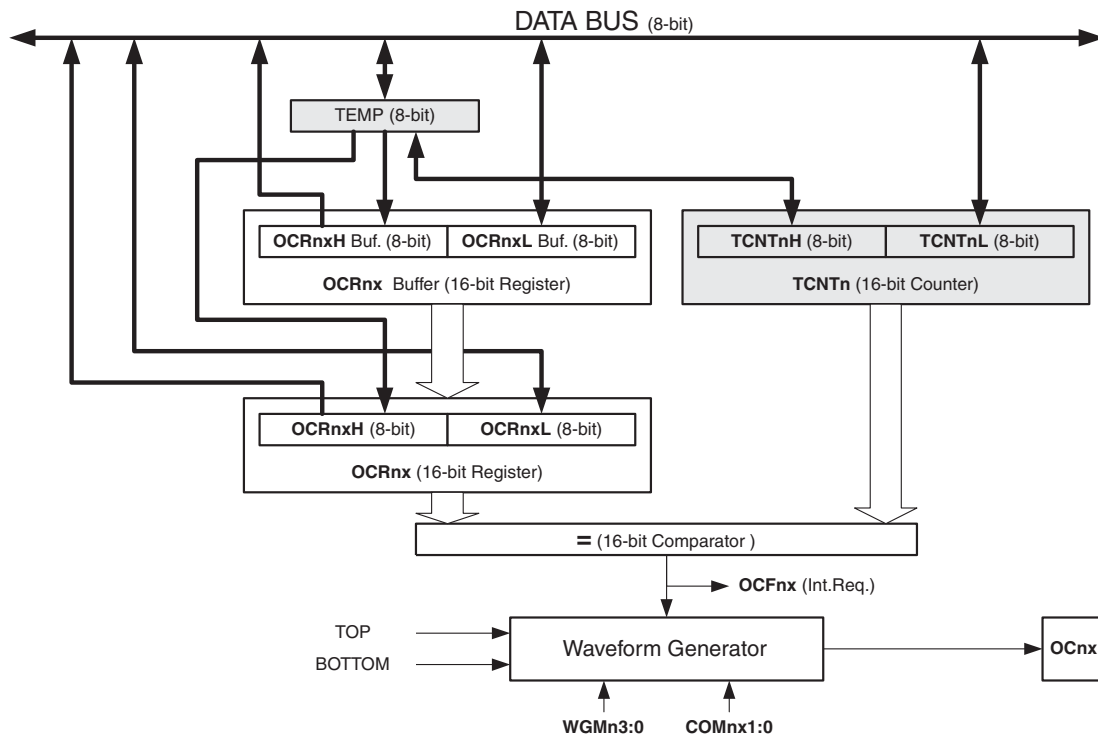 DATA BUS (8-bit)
TEMP (8-bit)
OCRnxH Buf. (8-bit) OCRnxL Buf. (8-bit)
OCRnx Buffer (16-bit Register)
TCNTnH (8-bit) TCNTnL (8-bit)
TCNTn (16-bit Counter)
OCRnxH (8-bit) OCRnxL (8-bit)
OCRnx (16-bit Register)
= (16-bit Comparator )
OCFnx (Int.Req.)
TOP
BOTTOM
Waveform Generator
OCnx
WGMn3:0 COMnx1:0